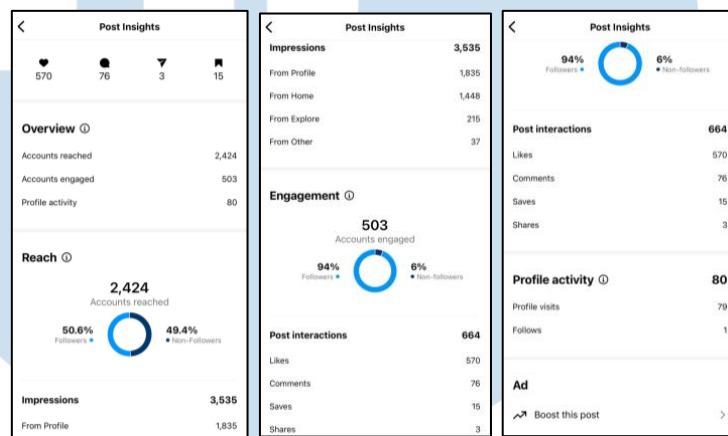 Post Insights
570 76 3 15
Overview
Accounts reached 2,424
Accounts engaged 503
Profile activity 80
Reach
2,424
Accounts reached
50.6% 49.4%
Followers Non-Followers
Impressions 3,535
From Profile 1,835
Post Insights
Impressions 3,535
From Profile 1,835
From Home 1,448
From Explore 215
From Other 37
Engagement
503
Accounts engaged
94% 6%
Followers Non-followers
Post interactions 664
Likes 570
Comments 76
Saves 15
Shares 3
Post Insights
94% 6%
Followers Non-followers
Post interactions 664
Likes 570
Comments 76
Saves 15
Shares 3
Profile activity 80
Profile visits 79
Follows 1
Ad
Boost this post